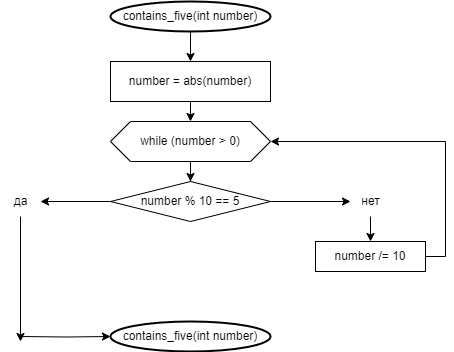 contains_five(int number)
number = abs(number)
while (number > 0)
да
number % 10 == 5
нет
number /= 10
contains_five(int number)